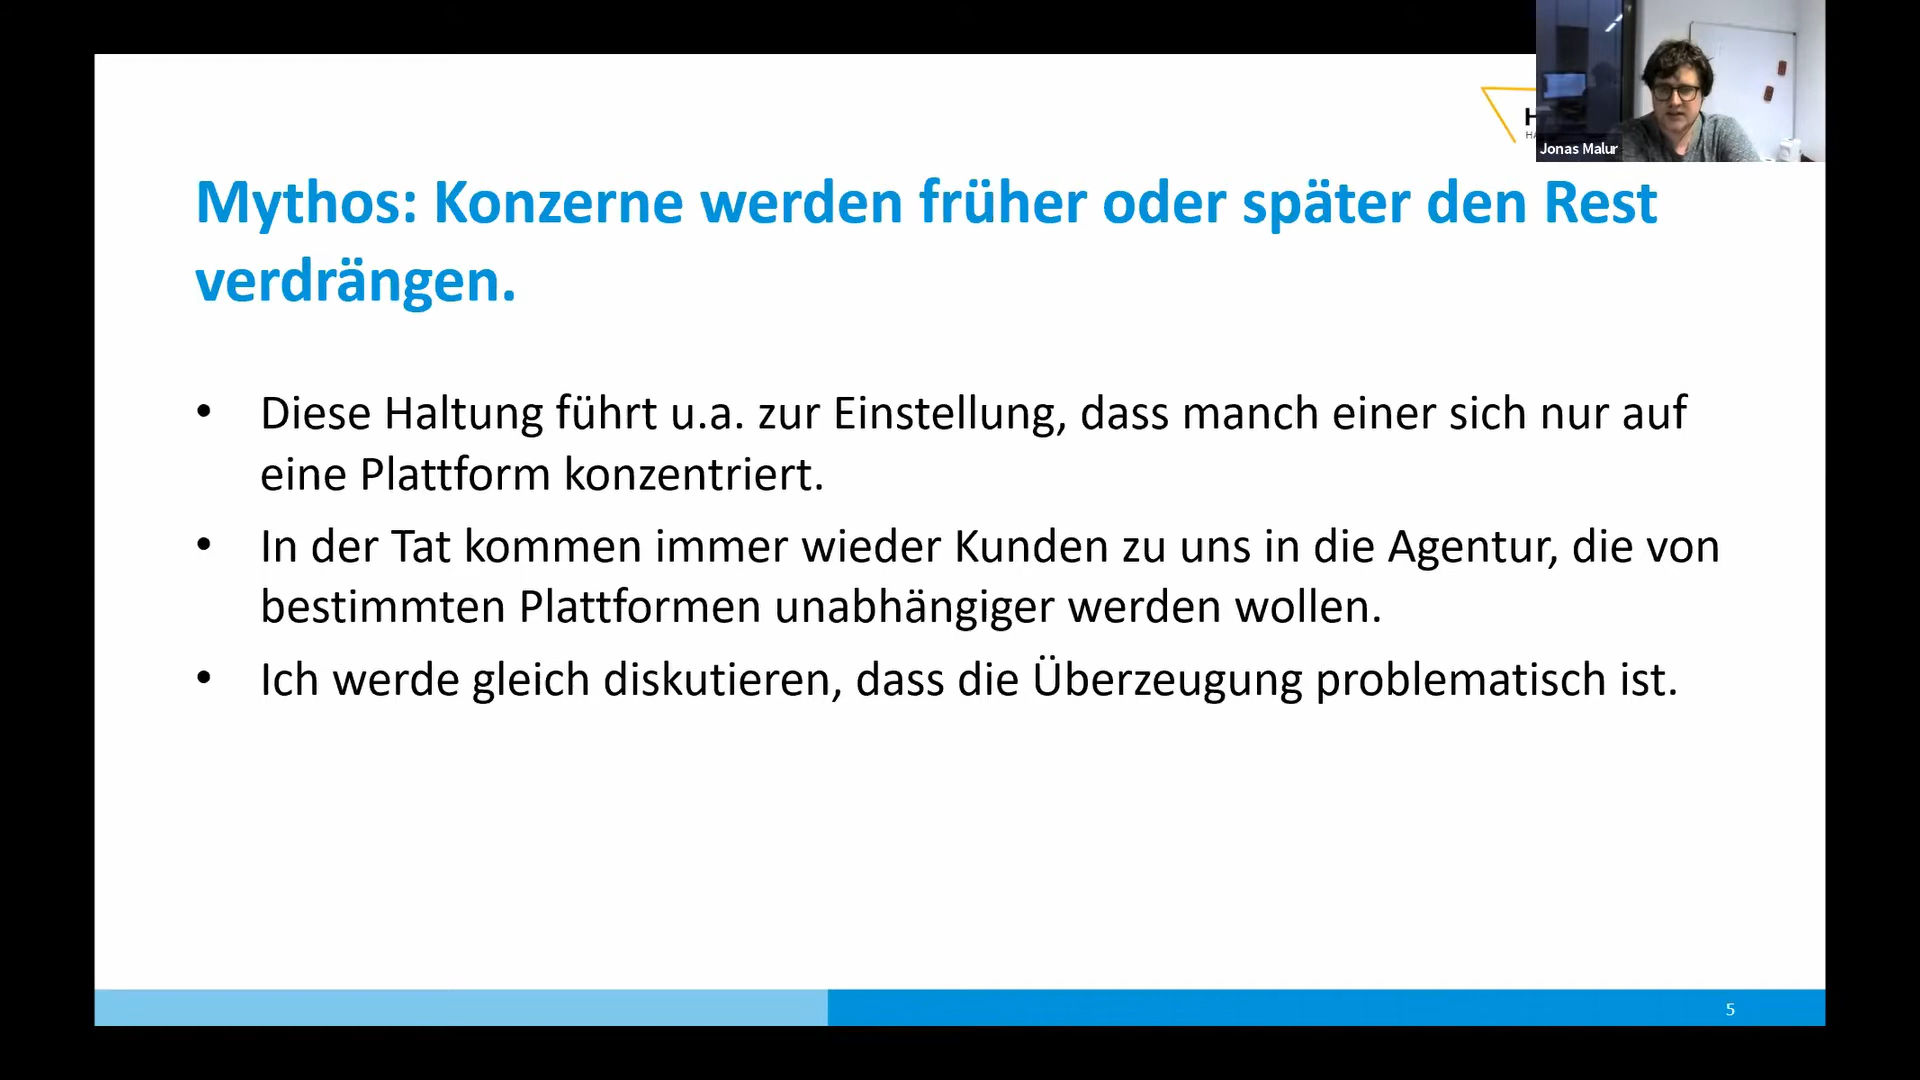 Jonas Malur
Mythos: Konzerne werden früher oder später den Rest
verdrängen.
• Diese Haltung führt u.a. zur Einstellung, dass manch einer sich nur auf
eine Plattform konzentriert.
• In der Tat kommen immer wieder Kunden zu uns in die Agentur, die von
bestimmten Plattformen unabhängiger werden wollen.
• Ich werde gleich diskutieren, dass die Überzeugung problematisch ist.
5